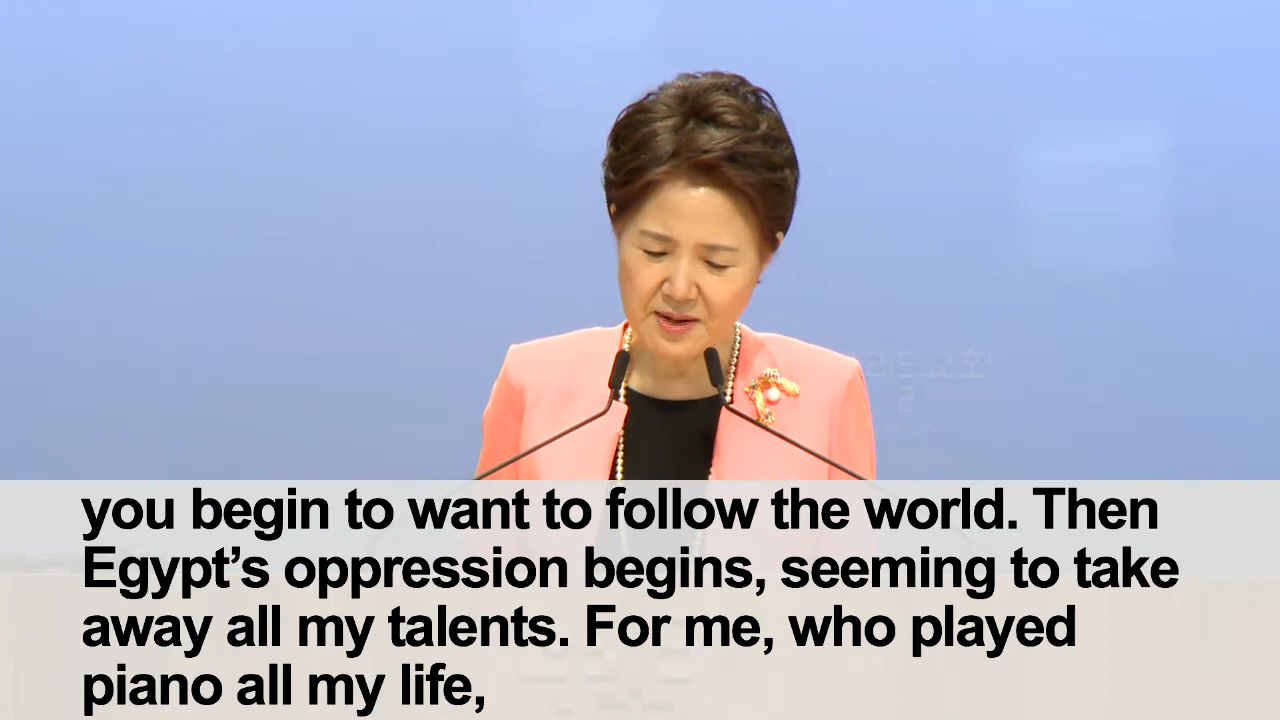 you begin to want to follow the world. Then
Egypt’s oppression begins, seeming to take
away all my talents. For me, who played
piano all my life,